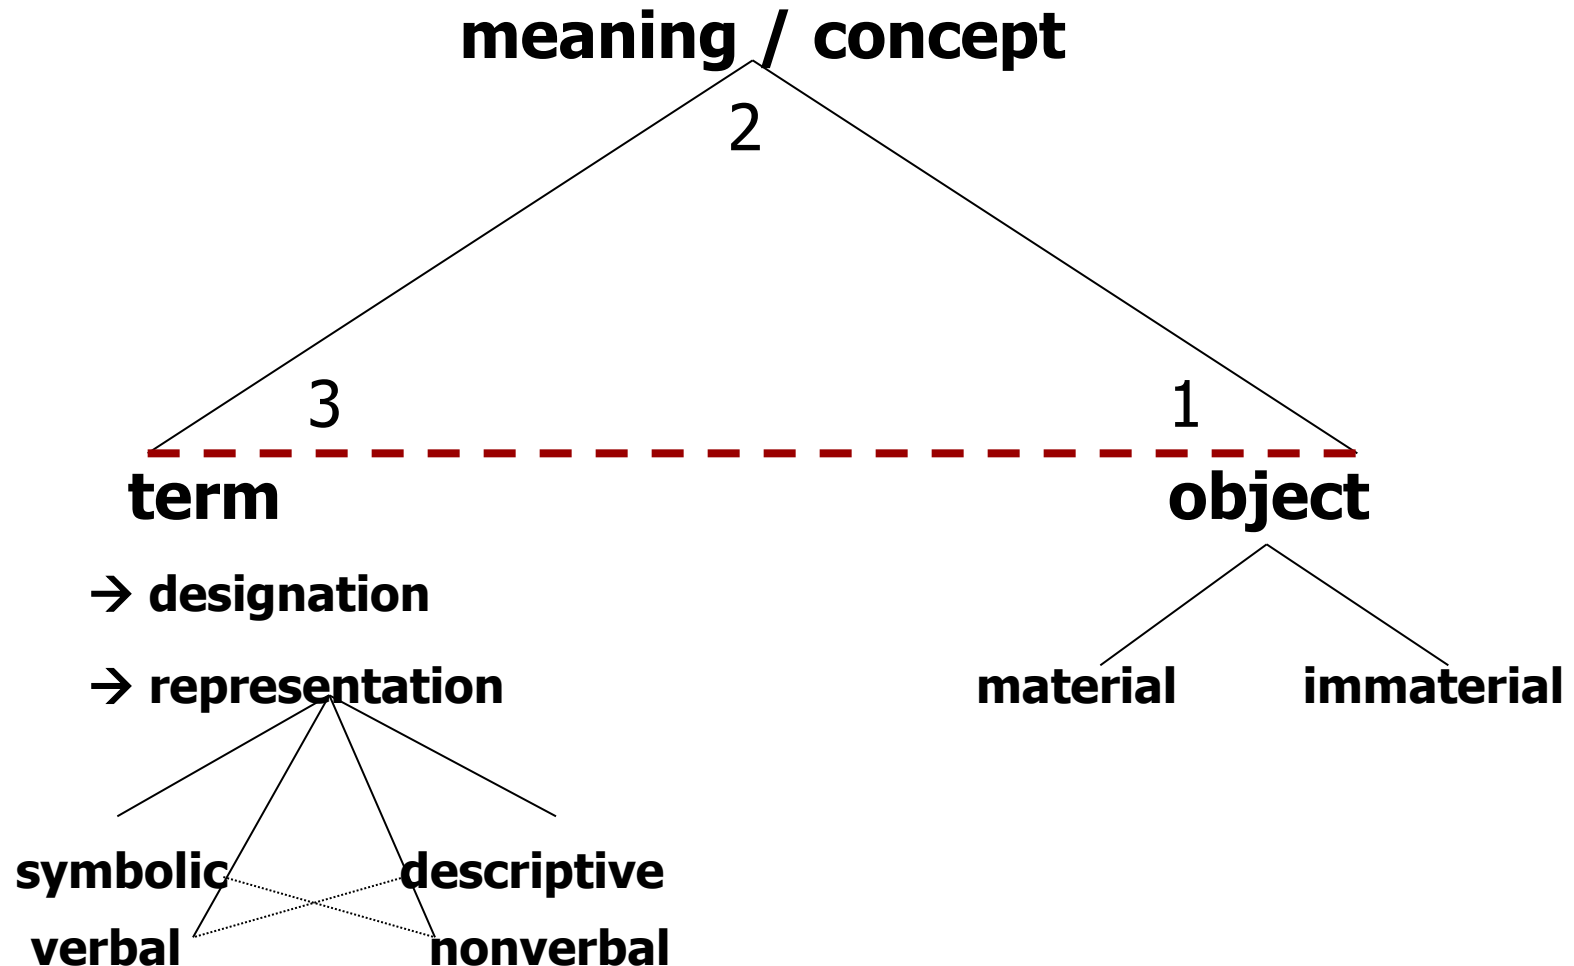 meaning / concept
2
3 1
term object
→ designation
→ representation
material immaterial
symbolic descriptive
verbal nonverbal